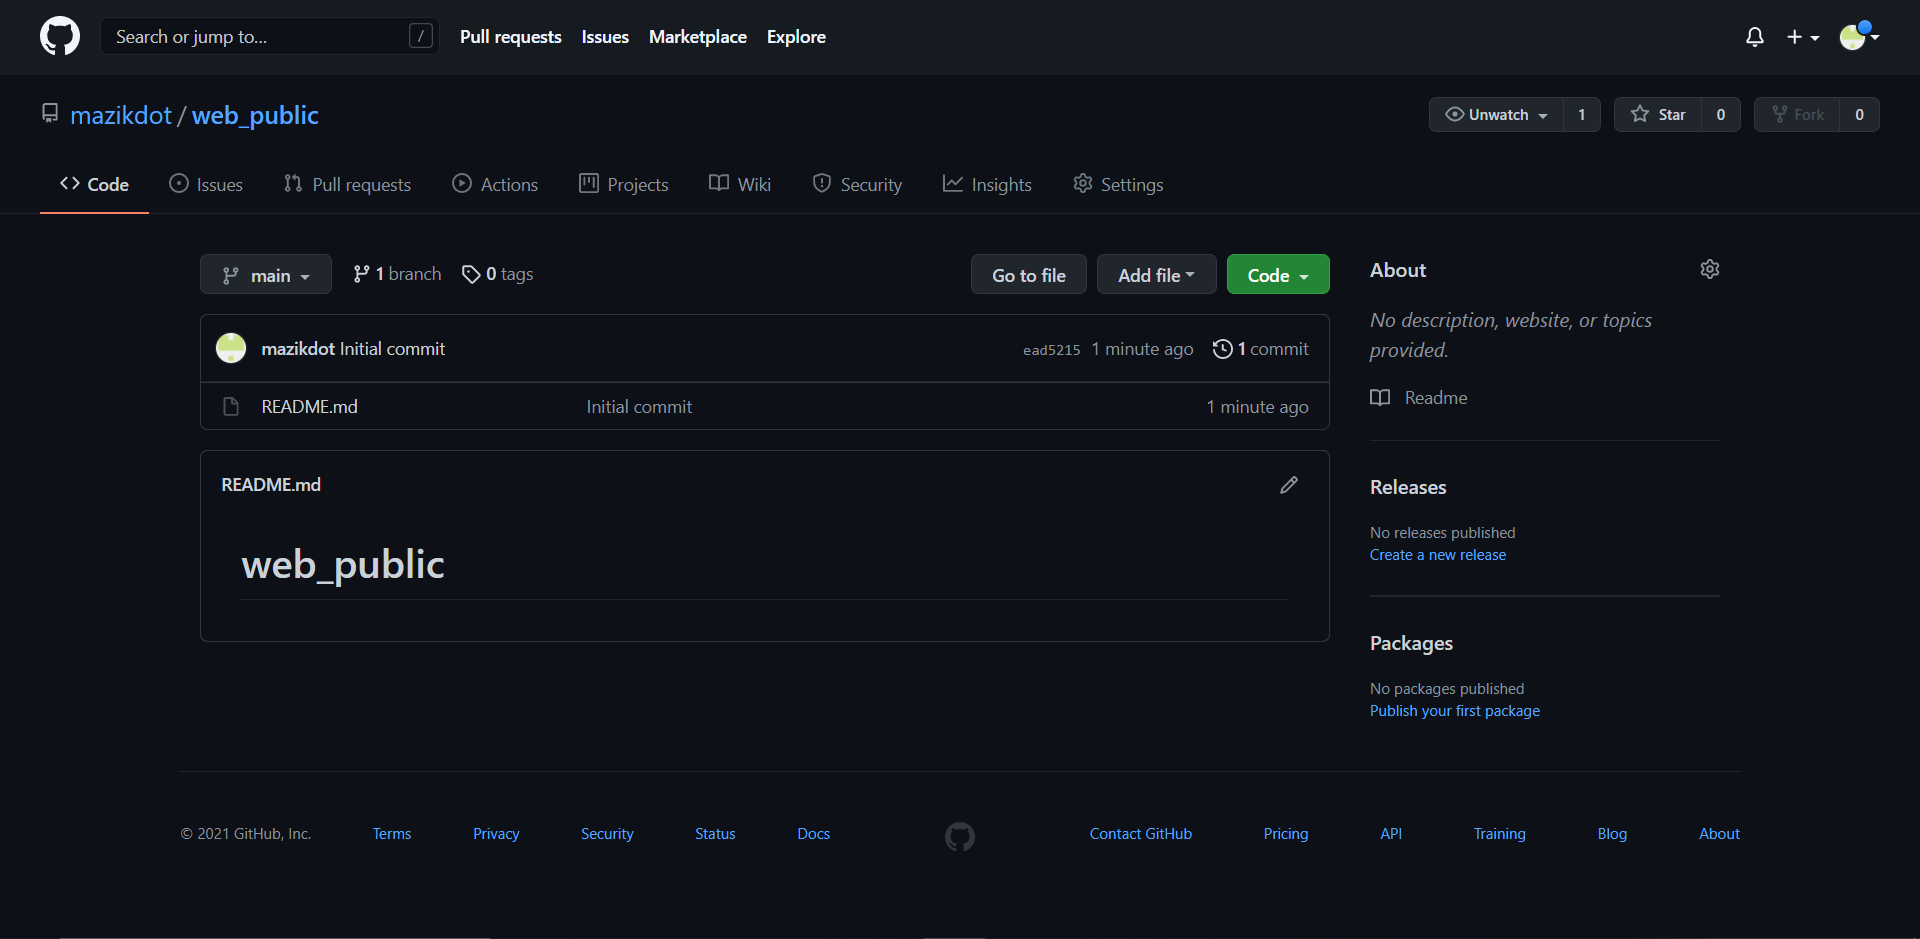 Search or jump to... /
Pull requests Issues Marketplace Explore
mazikdot / web_public
Unwatch 1 Star 0 Fork 0
Code Issues Pull requests Actions Projects Wiki Security Insights Settings
main 1 branch 0 tags
Go to file Add file Code
mazikdot Initial commit ead5215 1 minute ago 1 commit
README.md Initial commit 1 minute ago
README.md
web_public
About
No description, website, or topics
provided.
Readme
Releases
No releases published
Create a new release
Packages
No packages published
Publish your first package
© 2021 GitHub, Inc. Terms Privacy Security Status Docs Contact GitHub Pricing API Training Blog About